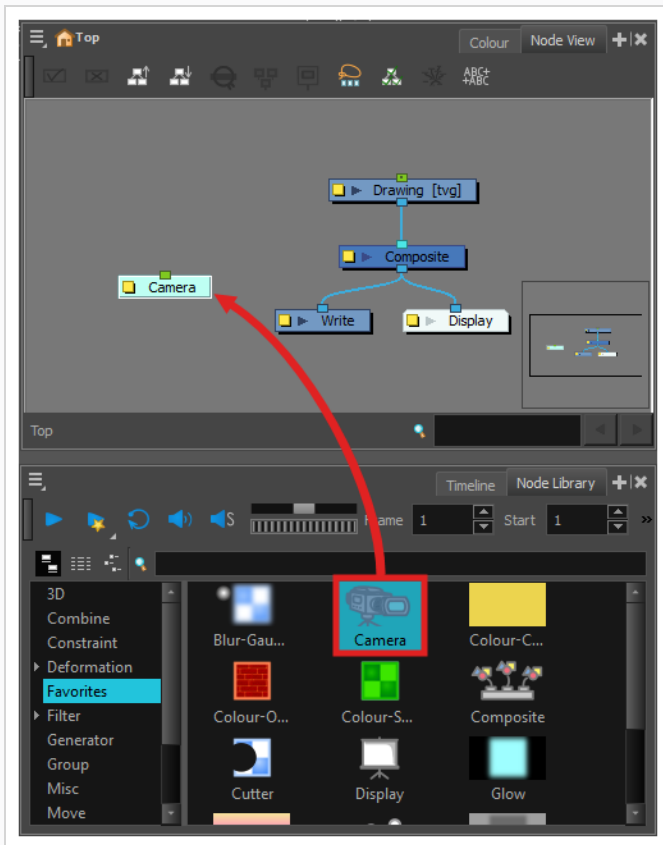 Top
Colour
Node View
ABC+
+ABC
Drawing [tvg]
Composite
Camera
Write
Display
Top
Timeline
Node Library
S
Frame 1
Start 1
3D
Combine
Constraint
Deformation
Favorites
Filter
Generator
Group
Misc
Move
Blur-Gau...
Camera
Colour-C...
Colour-O...
Colour-S...
Composite
Cutter
Display
Glow